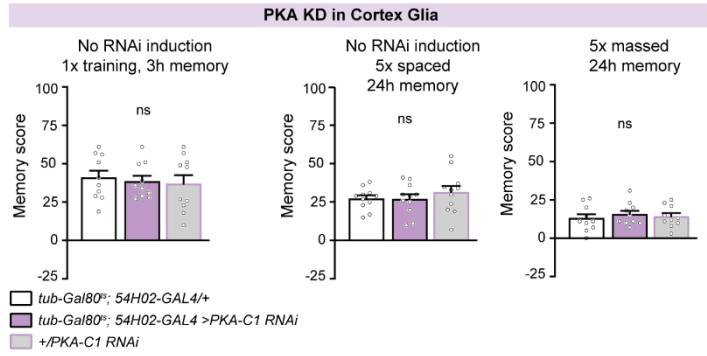 PKA KD in Cortex Glia
No RNAi induction
1x training, 3h memory
Memory score
100
75
50
25
0
-25
ns
No RNAi induction
5x spaced
24h memory
Memory score
100
75
50
25
0
-25
ns
5x massed
24h memory
Memory score
100
75
50
25
0
-25
ns
tub-Gal80ts; 54H02-GAL4/+
tub-Gal80ts; 54H02-GAL4 >PKA-C1 RNAi
+/PKA-C1 RNAi